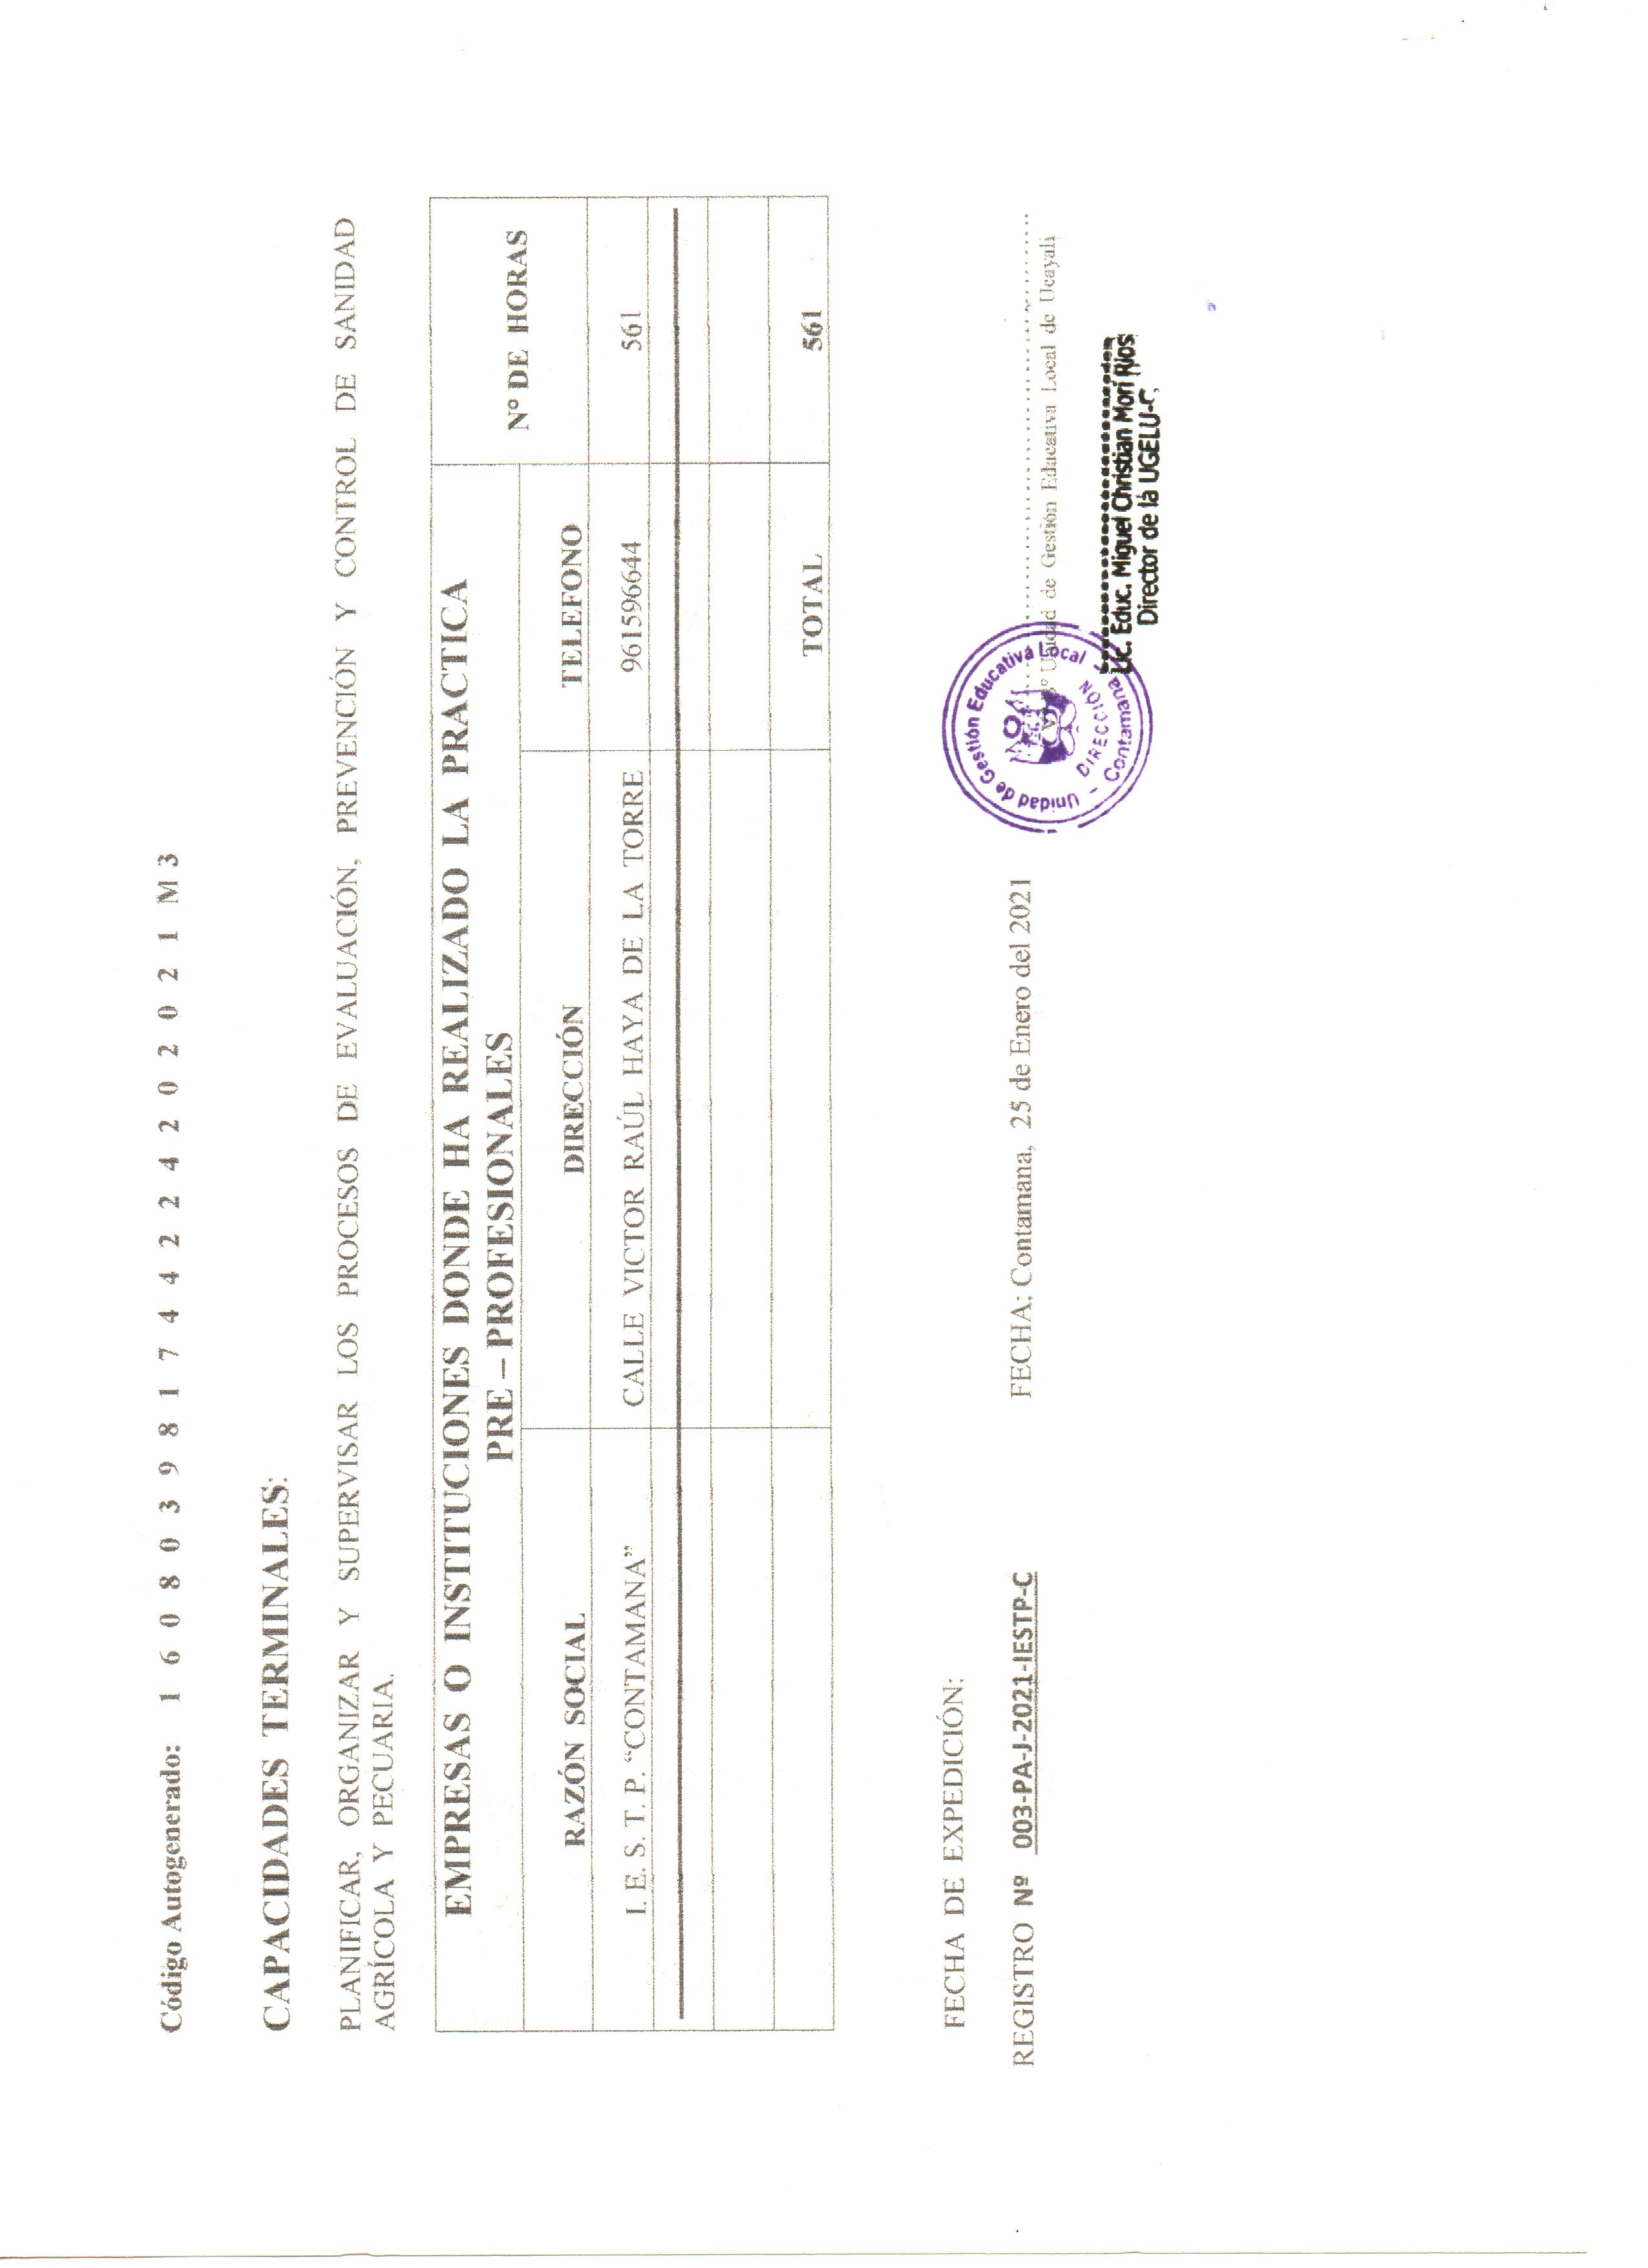 Código Autogenerado: 1 6 0 8 0 3 9 8 1 7 4 4 2 2 4 2 0 2 0 2 1 M 3
CAPACIDADES TERMINALES:
PLANIFICAR, ORGANIZAR Y SUPERVISAR LOS PROCESOS DE EVALUACIÓN, PREVENCIÓN Y CONTROL DE SANIDAD
AGRÍCOLA Y PECUARIA.
EMPRESAS O INSTITUCIONES DONDE HA REALIZADO LA PRACTICA
PRE – PROFESIONALES
Nº DE HORAS
RAZÓN SOCIAL DIRECCIÓN TELEFONO
I. E. S. T. P. “CONTAMANA” CALLE VICTOR RAÚL HAYA DE LA TORRE 961596644 561
TOTAL 561
FECHA DE EXPEDICIÓN:
REGISTRO Nº 003-PA-J-2021-IESTP-C FECHA: Contamana, 25 de Enero del 2021
Unidad de Gestión Educativa Local de Ucayali
Unidad de Gestión Educativa Local
DIRECCIÓN
- Contamana -
Lic. Educ. Miguel Christian Mori Rios
Director de la UGELU-C,